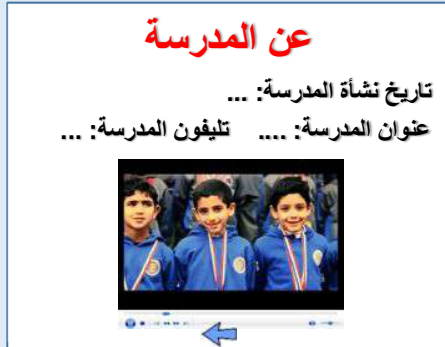 عن المدرسة
تاريخ نشأة المدرسة: ...
عنوان المدرسة: .... تليفون المدرسة: ...